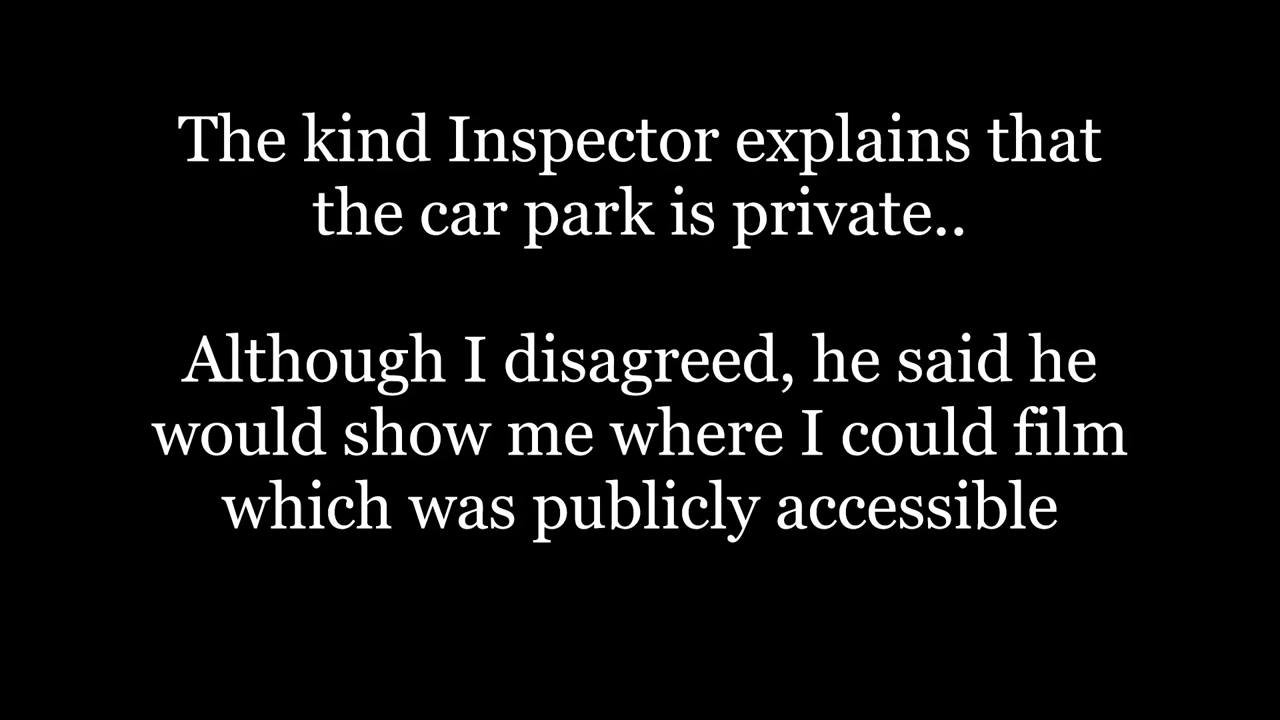 The kind Inspector explains that
the car park is private..
Although I disagreed, he said he
would show me where I could film
which was publicly accessible